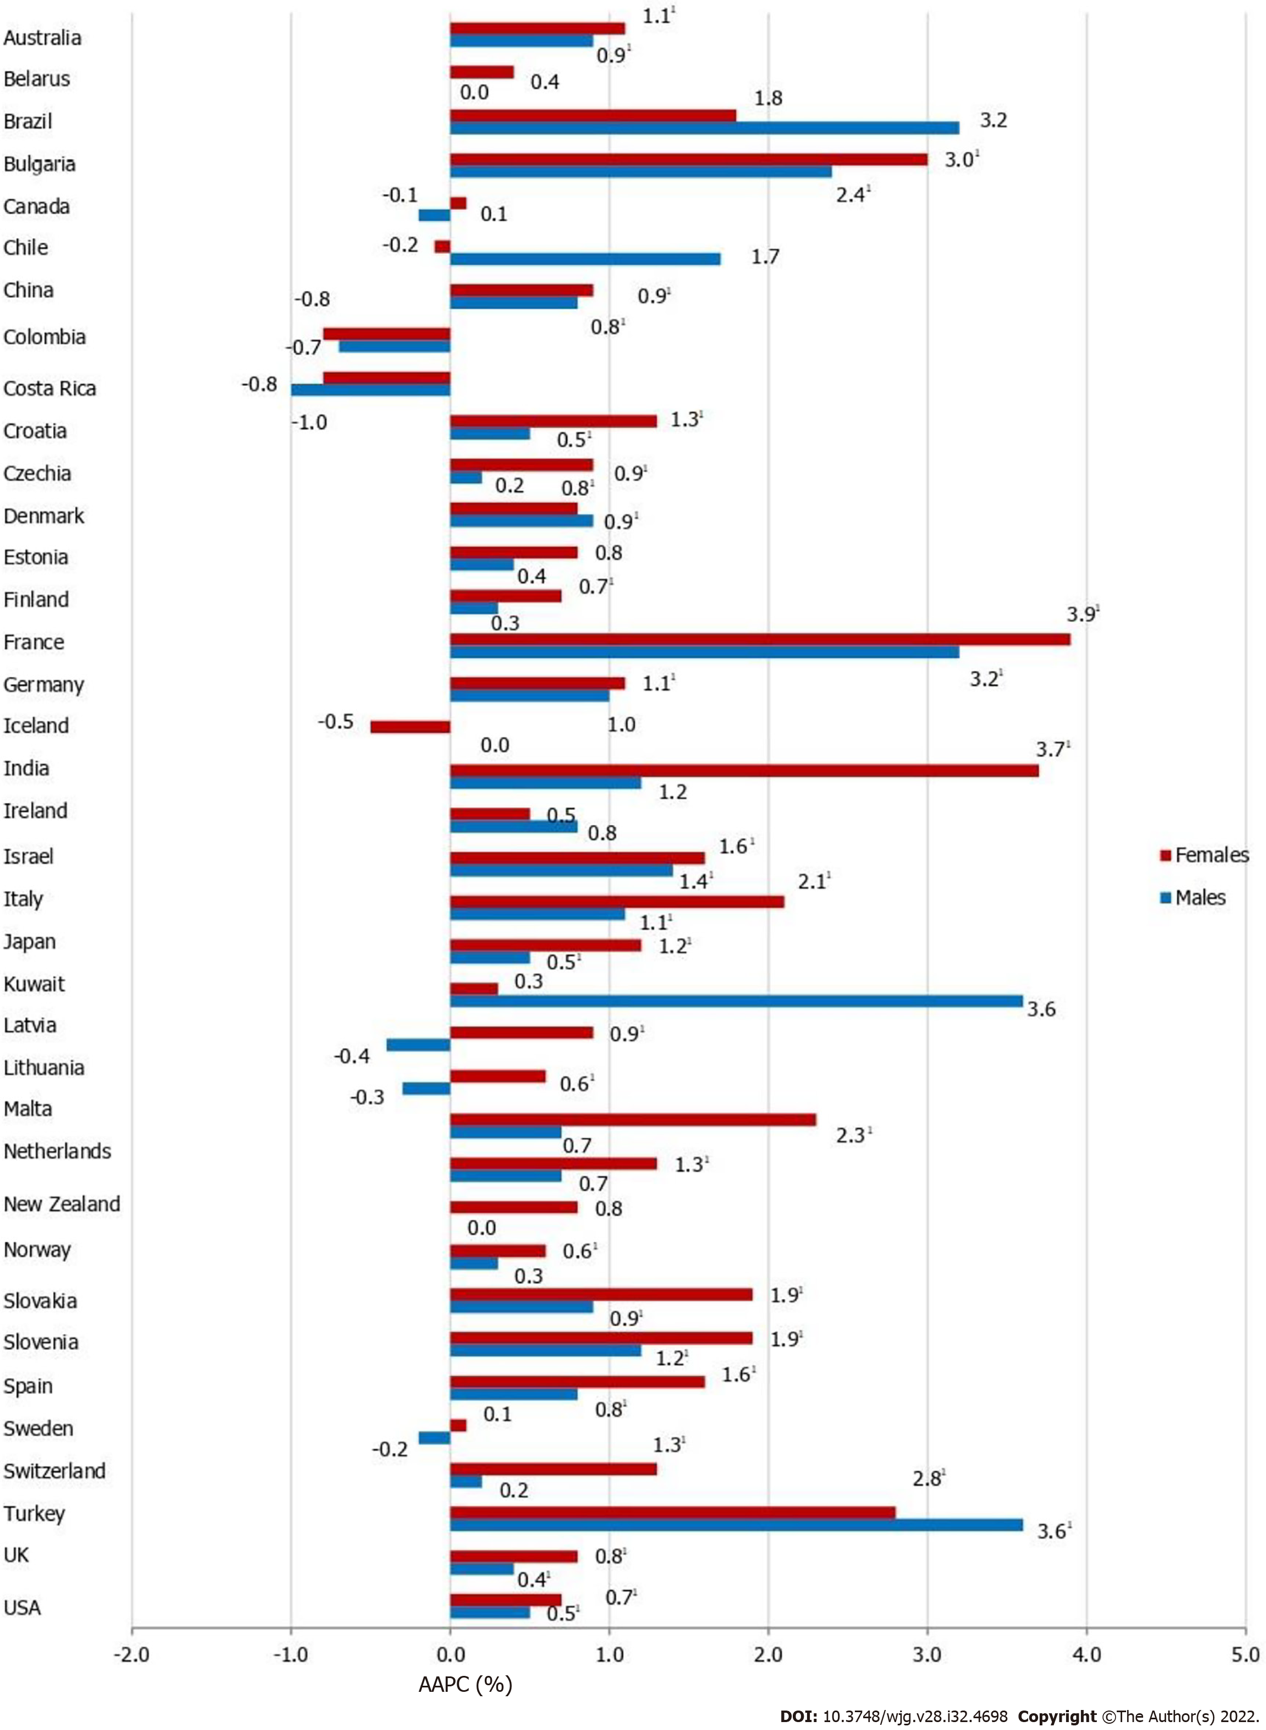 Australia 1.1¹
0.9¹
Belarus 0.4
0.0
Brazil 1.8
3.2
Bulgaria 3.0¹
2.4¹
Canada -0.1
0.1
Chile -0.2
1.7
China 0.9¹
-0.8
0.8¹
Colombia
-0.7
Costa Rica -0.8
-1.0
Croatia 1.3¹
0.5¹
Czechia 0.9¹
0.2 0.8¹
Denmark 0.9¹
Estonia 0.8
0.4
Finland 0.7¹
0.3
France 3.9¹
3.2¹
Germany 1.1¹
1.0
Iceland -0.5
0.0
India 3.7¹
1.2
Ireland 0.5
0.8
Israel 1.6¹
1.4¹
Italy 2.1¹
1.1¹
Japan 1.2¹
0.5¹
Kuwait 0.3
3.6
Latvia 0.9¹
-0.4
Lithuania 0.6¹
-0.3
Malta 2.3¹
0.7
Netherlands 1.3¹
0.7
New Zealand 0.8
0.0
Norway 0.6¹
0.3
Slovakia 1.9¹
0.9¹
Slovenia 1.9¹
1.2¹
Spain 1.6¹
0.8¹
Sweden 0.1
-0.2
Switzerland 1.3¹
0.2
Turkey 2.8¹
3.6¹
UK 0.8¹
0.4¹
USA 0.7¹
0.5¹
Females
Males
-2.0 -1.0 0.0 1.0 2.0 3.0 4.0 5.0
AAPC (%)
DOI: 10.3748/wjg.v28.i32.4698 Copyright ©The Author(s) 2022.